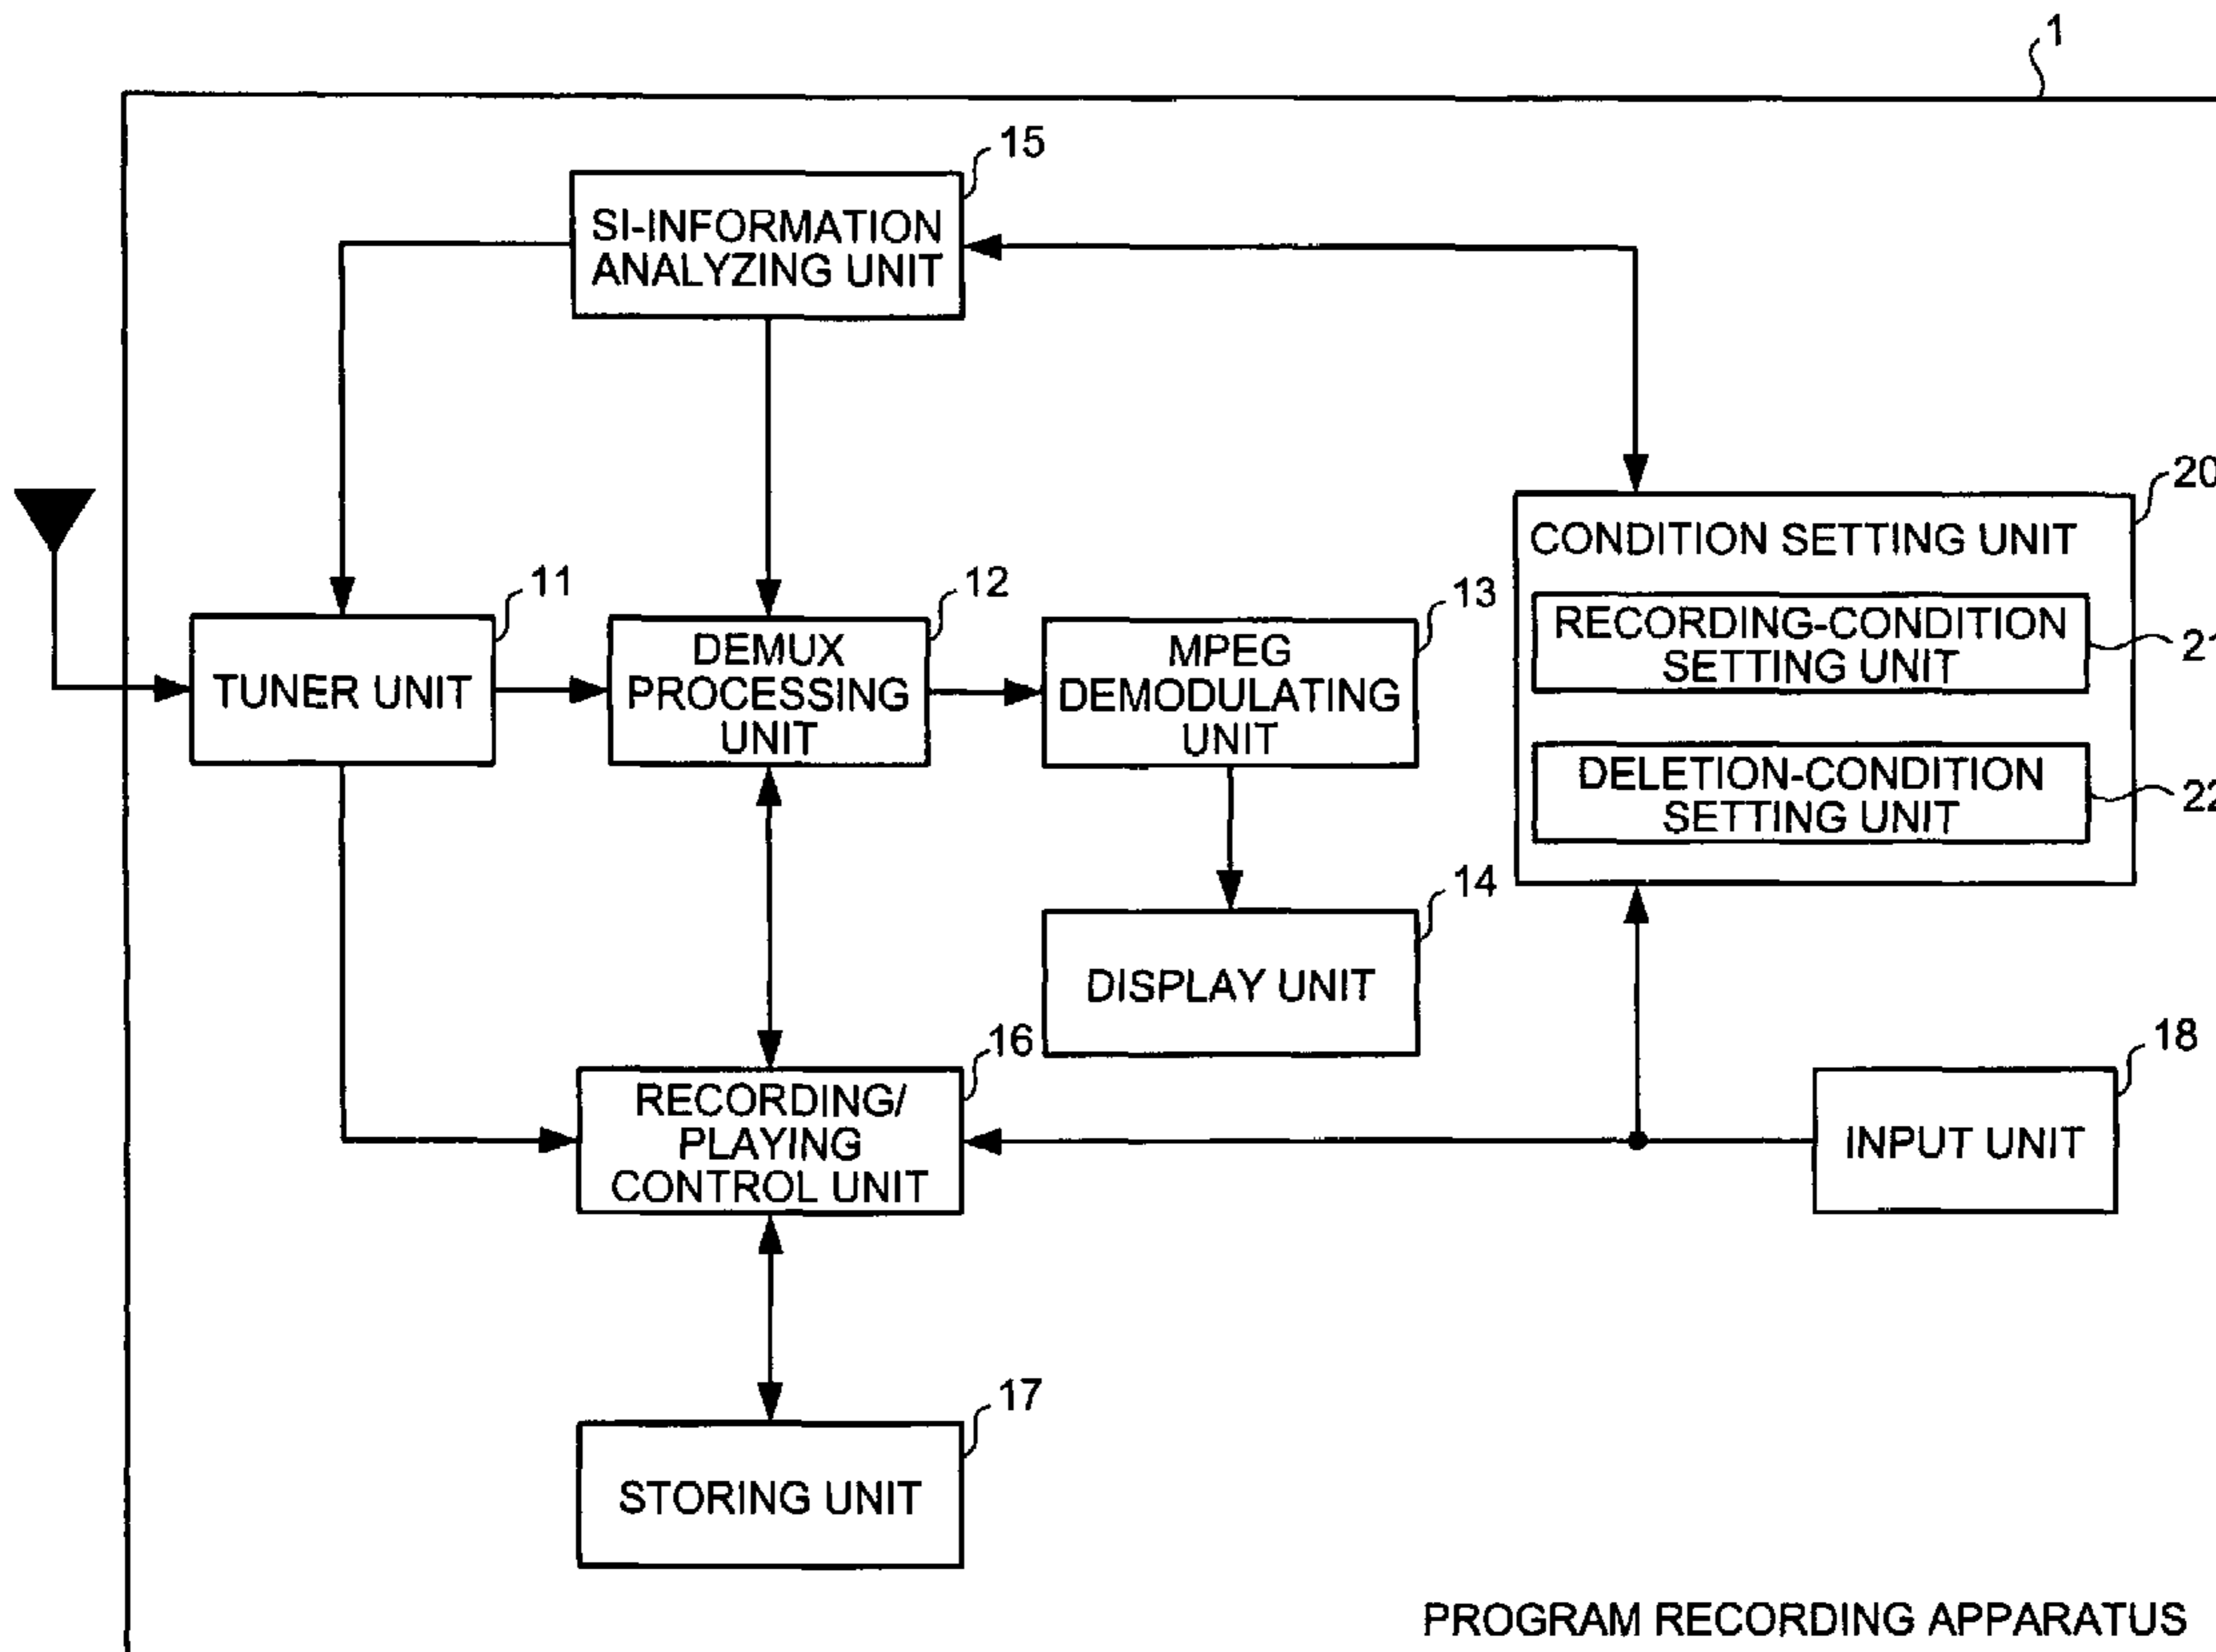 1
15
SI-INFORMATION
ANALYZING UNIT
20
CONDITION SETTING UNIT
11
12
13
RECORDING-CONDITION
SETTING UNIT
21
TUNER UNIT
DEMUX
PROCESSING
UNIT
MPEG
DEMODULATING
UNIT
DELETION-CONDITION
SETTING UNIT
22
14
DISPLAY UNIT
16
18
RECORDING/
PLAYING
CONTROL UNIT
INPUT UNIT
17
STORING UNIT
PROGRAM RECORDING APPARATUS